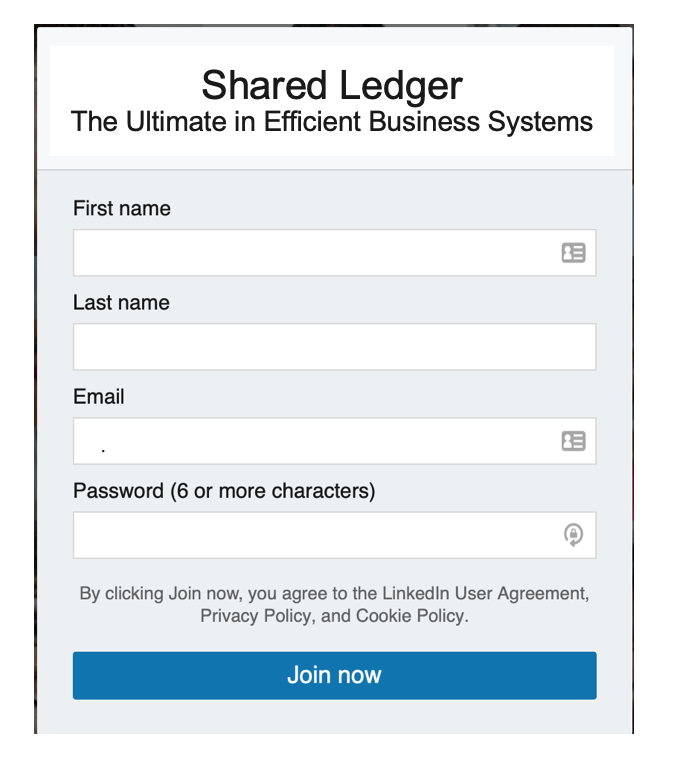 Shared Ledger
The Ultimate in Efficient Business Systems
First name
Last name
Email
.
Password (6 or more characters)
By clicking Join now, you agree to the LinkedIn User Agreement,
Privacy Policy, and Cookie Policy.
Join now